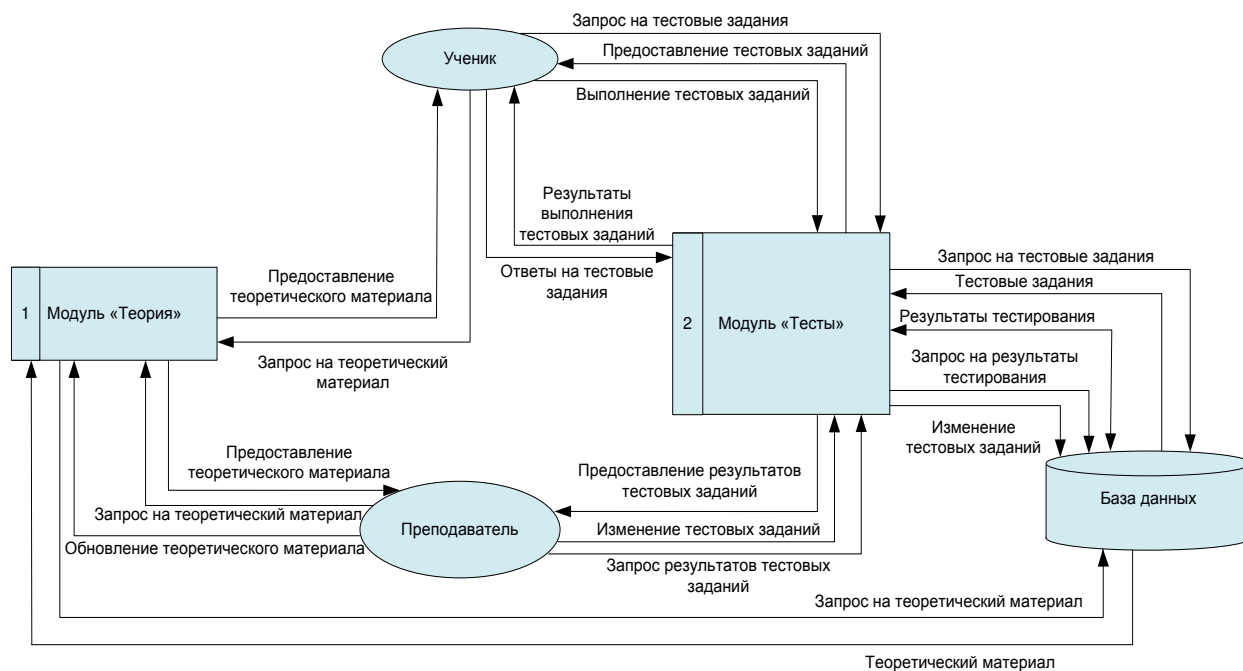 Запрос на тестовые задания
Предоставление тестовых заданий
Ученик
Выполнение тестовых заданий
Результаты
выполнения
тестовых заданий
Ответы на тестовые
задания
Предоставление
теоретического материала
1
Модуль «Теория»
Запрос на теоретический
материал
2
Модуль «Тесты»
Запрос на тестовые задания
Тестовые задания
Результаты тестирования
Запрос на результаты
тестирования
Изменение
тестовых заданий
Предоставление
теоретического материала
Запрос на теоретический материал
Обновление теоретического материала
Преподаватель
Предоставление результатов
тестовых заданий
Изменение тестовых заданий
Запрос результатов тестовых
заданий
База данных
Запрос на теоретический материал
Теоретический материал